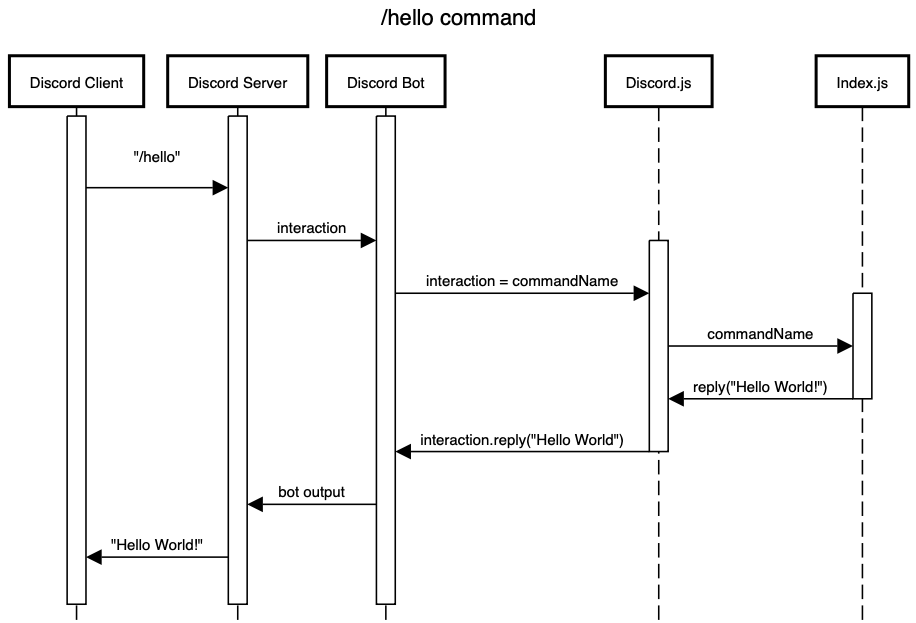 /hello command
Discord Client
Discord Server
Discord Bot
Discord.js
Index.js
"/hello"
interaction
interaction = commandName
commandName
reply("Hello World!")
interaction.reply("Hello World")
bot output
"Hello World!"